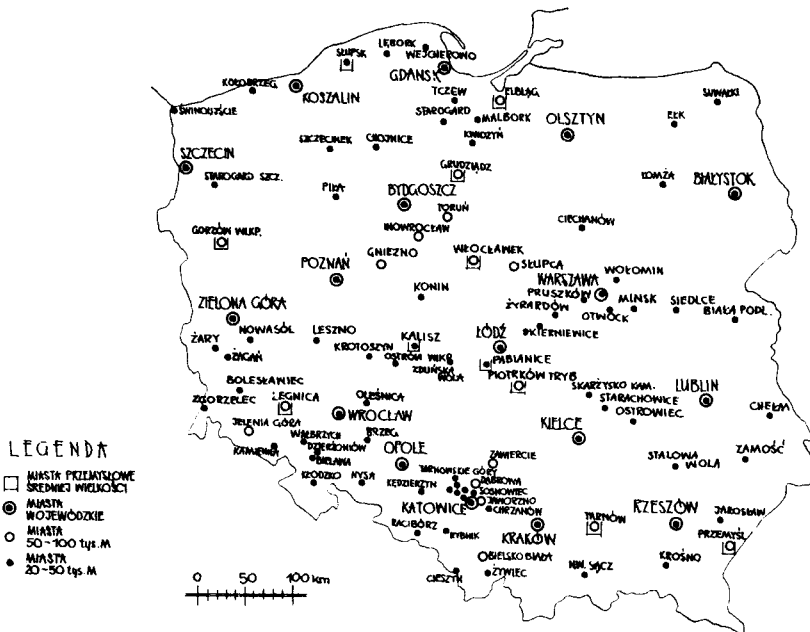 LĘBORK
SŁUPSK
WEJCHEROWO
GDAŃSK
KOŁOBRZEG
KOSZALIN
TCZEW
ELBLĄG
SUWAŁKI
ŚWINOUJŚCIE
STAROGARD
MALBORK
OLSZTYN
EŁK
SZCZECINEK
CHOJNICE
KWIDZYŃ
SZCZECIN
GRUDZIĄDZ
STAROGARD SZCZ.
PIŁA
BYDGOSZCZ
ŁOMŻA
BIAŁYSTOK
TORUŃ
GORZÓW WLKP.
INOWROCŁAW
CIECHANÓW
GNIEZNO
WŁOCŁAWEK
POZNAŃ
SŁUPCA
WOŁOMIN
WARSZAWA
KONIN
PRUSZKÓW
ZIELONA GÓRA
ŻYRARDÓW
OTWOCK
MIŃSK
SIEDLCE
BIAŁA PODL.
NOWASÓL
LESZNO
KALISZ
ŁÓDŹ
SKIERNIEWICE
ŻARY
KROTOSZYN
ŻAGAŃ
OSTRÓW WLKP.
ZDUŃSKA
WOLA
PABIANICE
PIOTRKÓW TRYB
BOLESŁAWIEC
OLEŚNICA
SKARŻYSKO KAM.
LUBLIN
ZGORZELEC
LEGNICA
STARACHOWICE
CHEŁM
WROCŁAW
OSTROWIEC
JELENIA GÓRA
KIELCE
WAŁBRZYCH
BRZEG
KAMIENNA
DZIERŻONIÓW
BIELAWA
OPOLE
ZAWIERCIE
STALOWA
WOLA
ZAMOŚĆ
KŁODZKO
NYSA
TARNOWSKIE GÓRY
DĄBROWA
KĘDZIERZYN
SOSNOWIEC
JAWORZNO
KATOWICE
CHRZANÓW
RZESZÓW
JAROSŁAW
RACIBÓRZ
RYBNIK
KRAKÓW
TARNÓW
PRZEMYŚL
BIELSKO BIAŁA
CIESZYN
ŻYWIEC
NW. SĄCZ
KROSNO
LEGENDA
MIASTA PRZEMYSŁOWE
ŚREDNIEJ WIELKOŚCI
MIASTA
WOJEWÓDZKIE
MIASTA
50-100 tys. M
MIASTA
20-50 tys. M
0 50 100 km